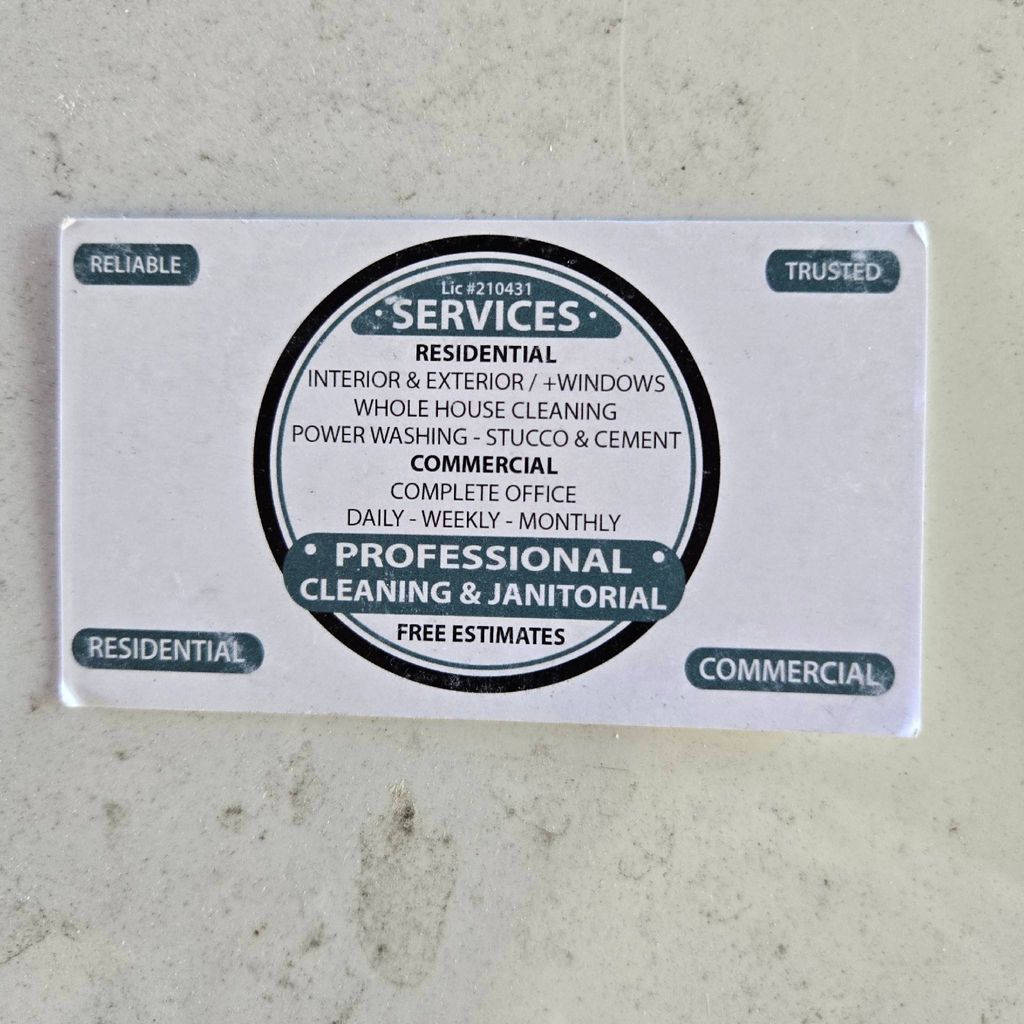 RELIABLE
TRUSTED
Lic #210431
• SERVICES •
RESIDENTIAL
INTERIOR & EXTERIOR / +WINDOWS
WHOLE HOUSE CLEANING
POWER WASHING - STUCCO & CEMENT
COMMERCIAL
COMPLETE OFFICE
DAILY - WEEKLY - MONTHLY
• PROFESSIONAL •
CLEANING & JANITORIAL
FREE ESTIMATES
RESIDENTIAL
COMMERCIAL